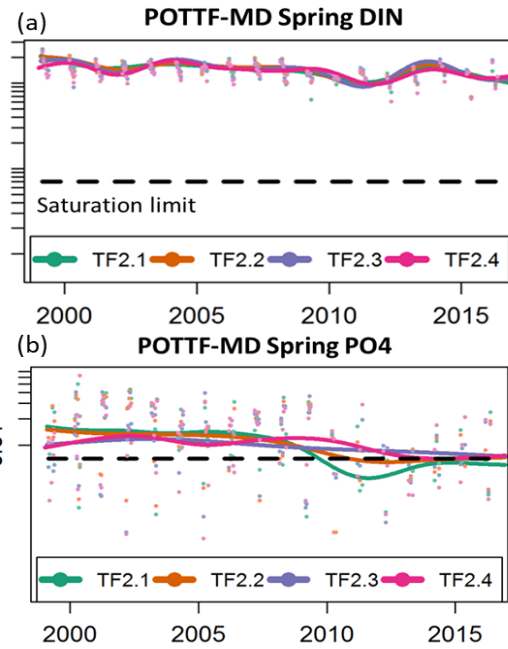 (a)
POTTF-MD Spring DIN
Saturation limit
TF2.1 TF2.2 TF2.3 TF2.4
2000 2005 2010 2015
(b)
POTTF-MD Spring PO4
TF2.1 TF2.2 TF2.3 TF2.4
2000 2005 2010 2015